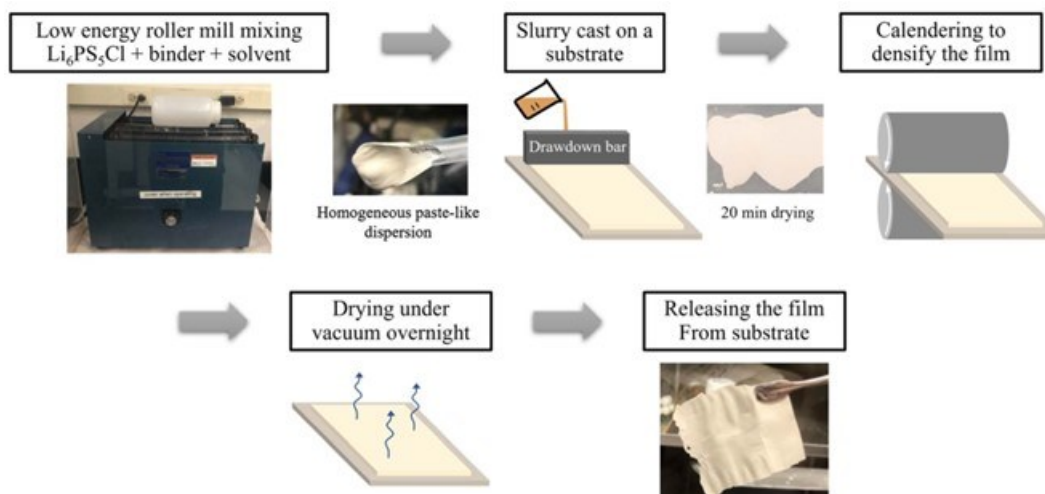 Low energy roller mill mixing
Li₆PS₅Cl + binder + solvent
Slurry cast on a
substrate
Calendering to
densify the film
Drawdown bar
Homogeneous paste-like
dispersion
20 min drying
Drying under
vacuum overnight
Releasing the film
From substrate